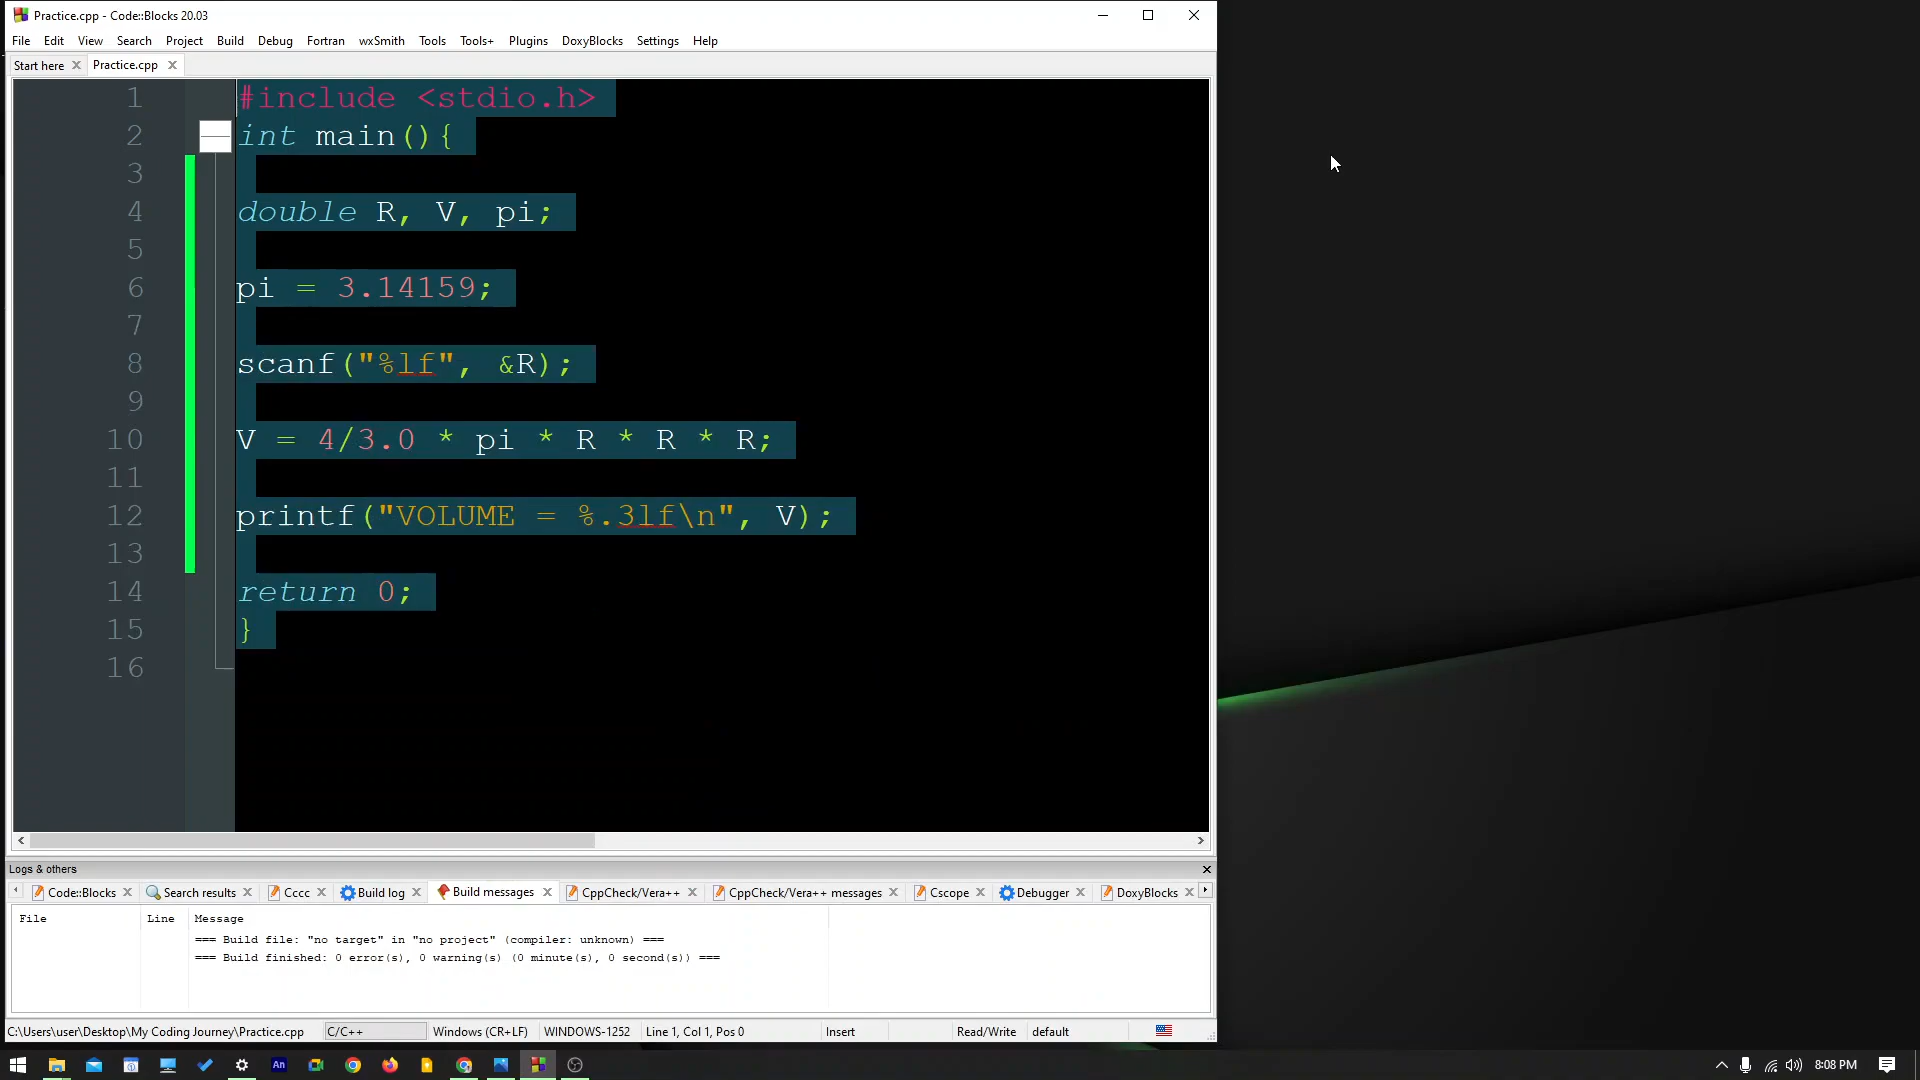 Practice.cpp - Code::Blocks 20.03
File Edit View Search Project Build Debug Fortran wxSmith Tools Tools+ Plugins DoxyBlocks Settings Help
Start here Practice.cpp
1 #include <stdio.h>
2 int main(){
3
4 double R, V, pi;
5
6 pi = 3.14159;
7
8 scanf("%lf", &R);
9
10 V = 4/3.0 * pi * R * R * R;
11
12 printf("VOLUME = %.3lf\n", V);
13
14 return 0;
15 }
16
Logs & others
Code::Blocks Search results Cccc Build log Build messages CppCheck/Vera++ CppCheck/Vera++ messages Cscope Debugger DoxyBlocks
File Line Message
=== Build file: "no target" in "no project" (compiler: unknown) ===
=== Build finished: 0 error(s), 0 warning(s) (0 minute(s), 0 second(s)) ===
C:\Users\user\Desktop\My Coding Journey\Practice.cpp C/C++ Windows (CR+LF) WINDOWS-1252 Line 1, Col 1, Pos 0 Insert Read/Write default
An 8:08 PM